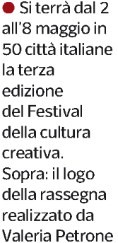 ● Si terrà dal 2
all'8 maggio in
50 città italiane
la terza
edizione
del Festival
della cultura
creativa.
Sopra: il logo
della rassegna
realizzato da
Valeria Petrone